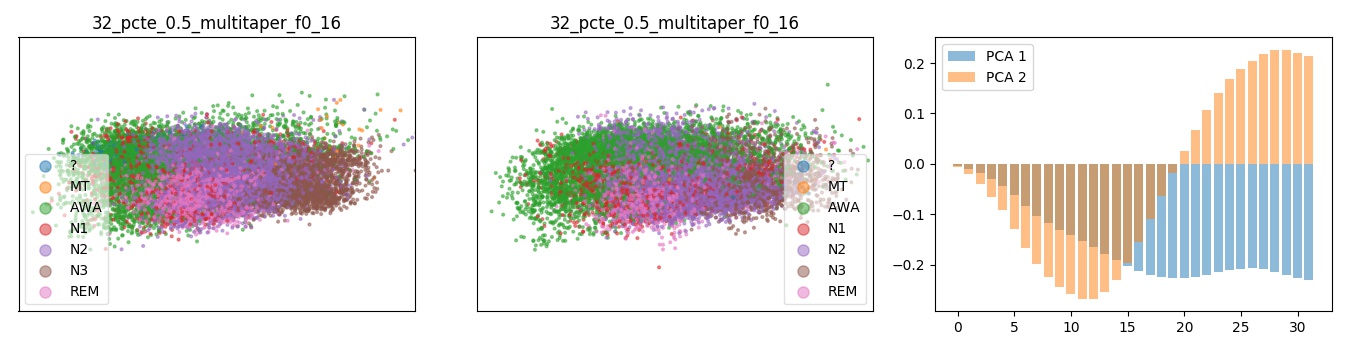 32_pcte_0.5_multitaper_f0_16
?
MT
AWA
N1
N2
N3
REM
32_pcte_0.5_multitaper_f0_16
?
MT
AWA
N1
N2
N3
REM
PCA 1
PCA 2
0.2
0.1
0.0
−0.1
−0.2
0 5 10 15 20 25 30